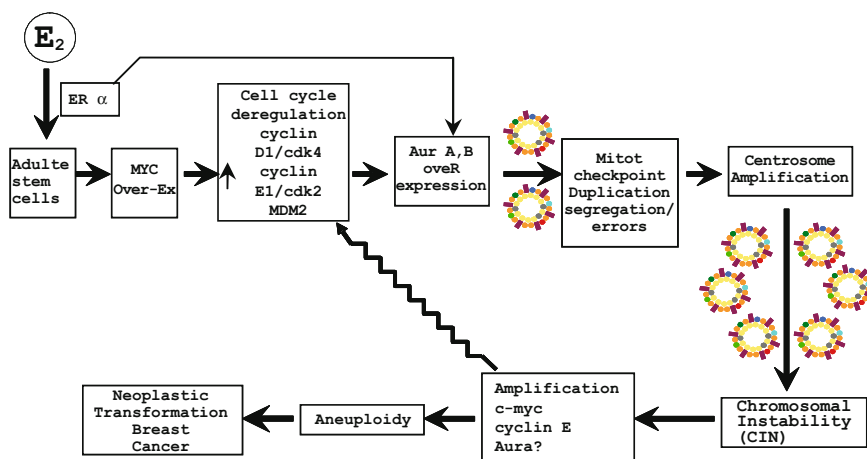 E₂
ER α
Adulte
stem
cells
MYC
Over-Ex
Cell cycle
deregulation
cyclin
D1/cdk4
cyclin
E1/cdk2
MDM2
Aur A,B
oveR
expression
Mitot
checkpoint
Duplication
segregation/
errors
Centrosome
Amplification
Chromosomal
Instability
(CIN)
Amplification
c-myc
cyclin E
Aura?
Aneuploidy
Neoplastic
Transformation
Breast
Cancer